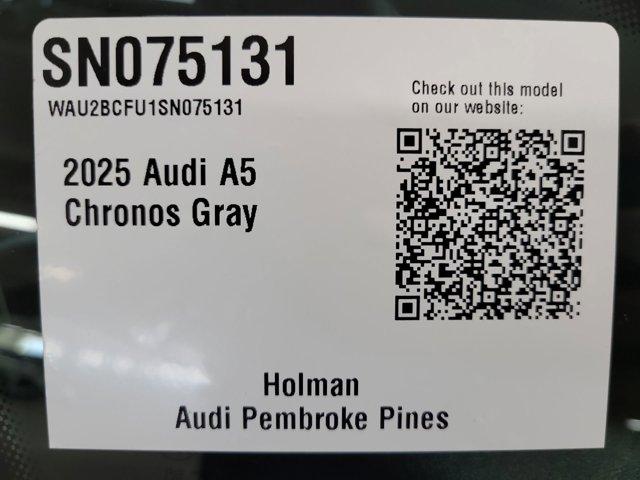 SN075131
WAU2BCFU1SN075131
Check out this model
on our website:
2025 Audi A5
Chronos Gray
Holman
Audi Pembroke Pines